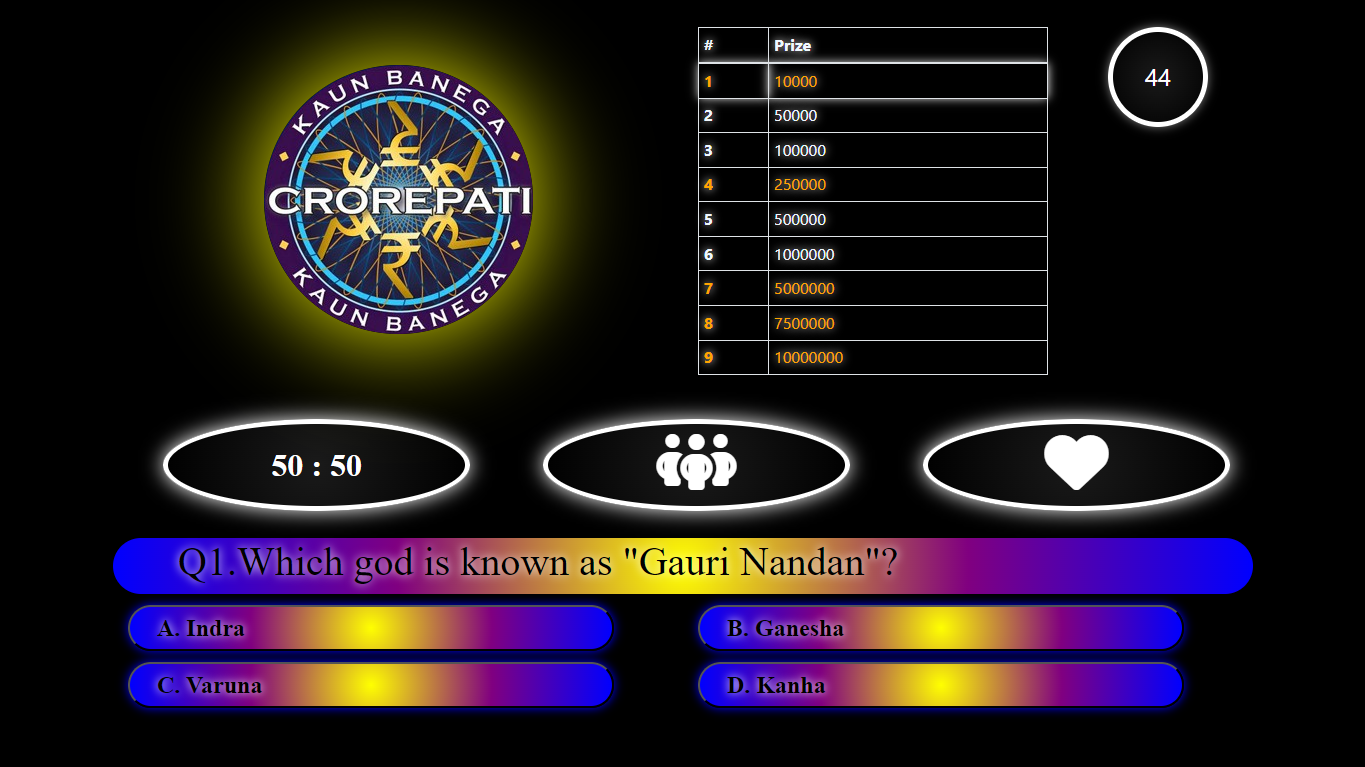 KAUN BANEGA
CROREPATI
KAUN BANEGA
# Prize
1 10000
2 50000
3 100000
4 250000
5 500000
6 1000000
7 5000000
8 7500000
9 10000000
44
50 : 50
Q1.Which god is known as "Gauri Nandan"?
A. Indra
B. Ganesha
C. Varuna
D. Kanha